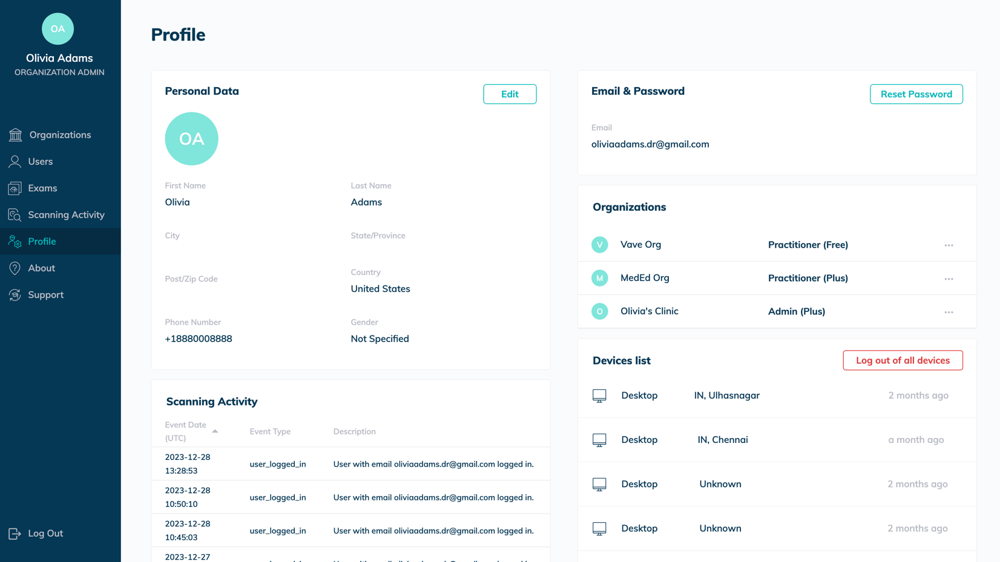 OA
Olivia Adams
ORGANIZATION ADMIN
Organizations
Users
Exams
Scanning Activity
Profile
About
Support
Log Out
Profile
Personal Data
Edit
OA
First Name
Olivia
Last Name
Adams
City
State/Province
Post/Zip Code
Country
United States
Phone Number
+18880008888
Gender
Not Specified
Scanning Activity
Event Date
(UTC)
Event Type
Description
2023-12-28
13:28:53
user_logged_in
User with email oliviaadams.dr@gmail.com logged in.
2023-12-28
10:50:10
user_logged_in
User with email oliviaadams.dr@gmail.com logged in.
2023-12-28
10:45:03
user_logged_in
User with email oliviaadams.dr@gmail.com logged in.
2023-12-27
Email & Password
Reset Password
Email
oliviaadams.dr@gmail.com
Organizations
V Vave Org Practitioner (Free) ...
M MedEd Org Practitioner (Plus) ...
O Olivia's Clinic Admin (Plus) ...
Devices list
Log out of all devices
Desktop IN, Ulhasnagar 2 months ago
Desktop IN, Chennai a month ago
Desktop Unknown 2 months ago
Desktop Unknown 2 months ago